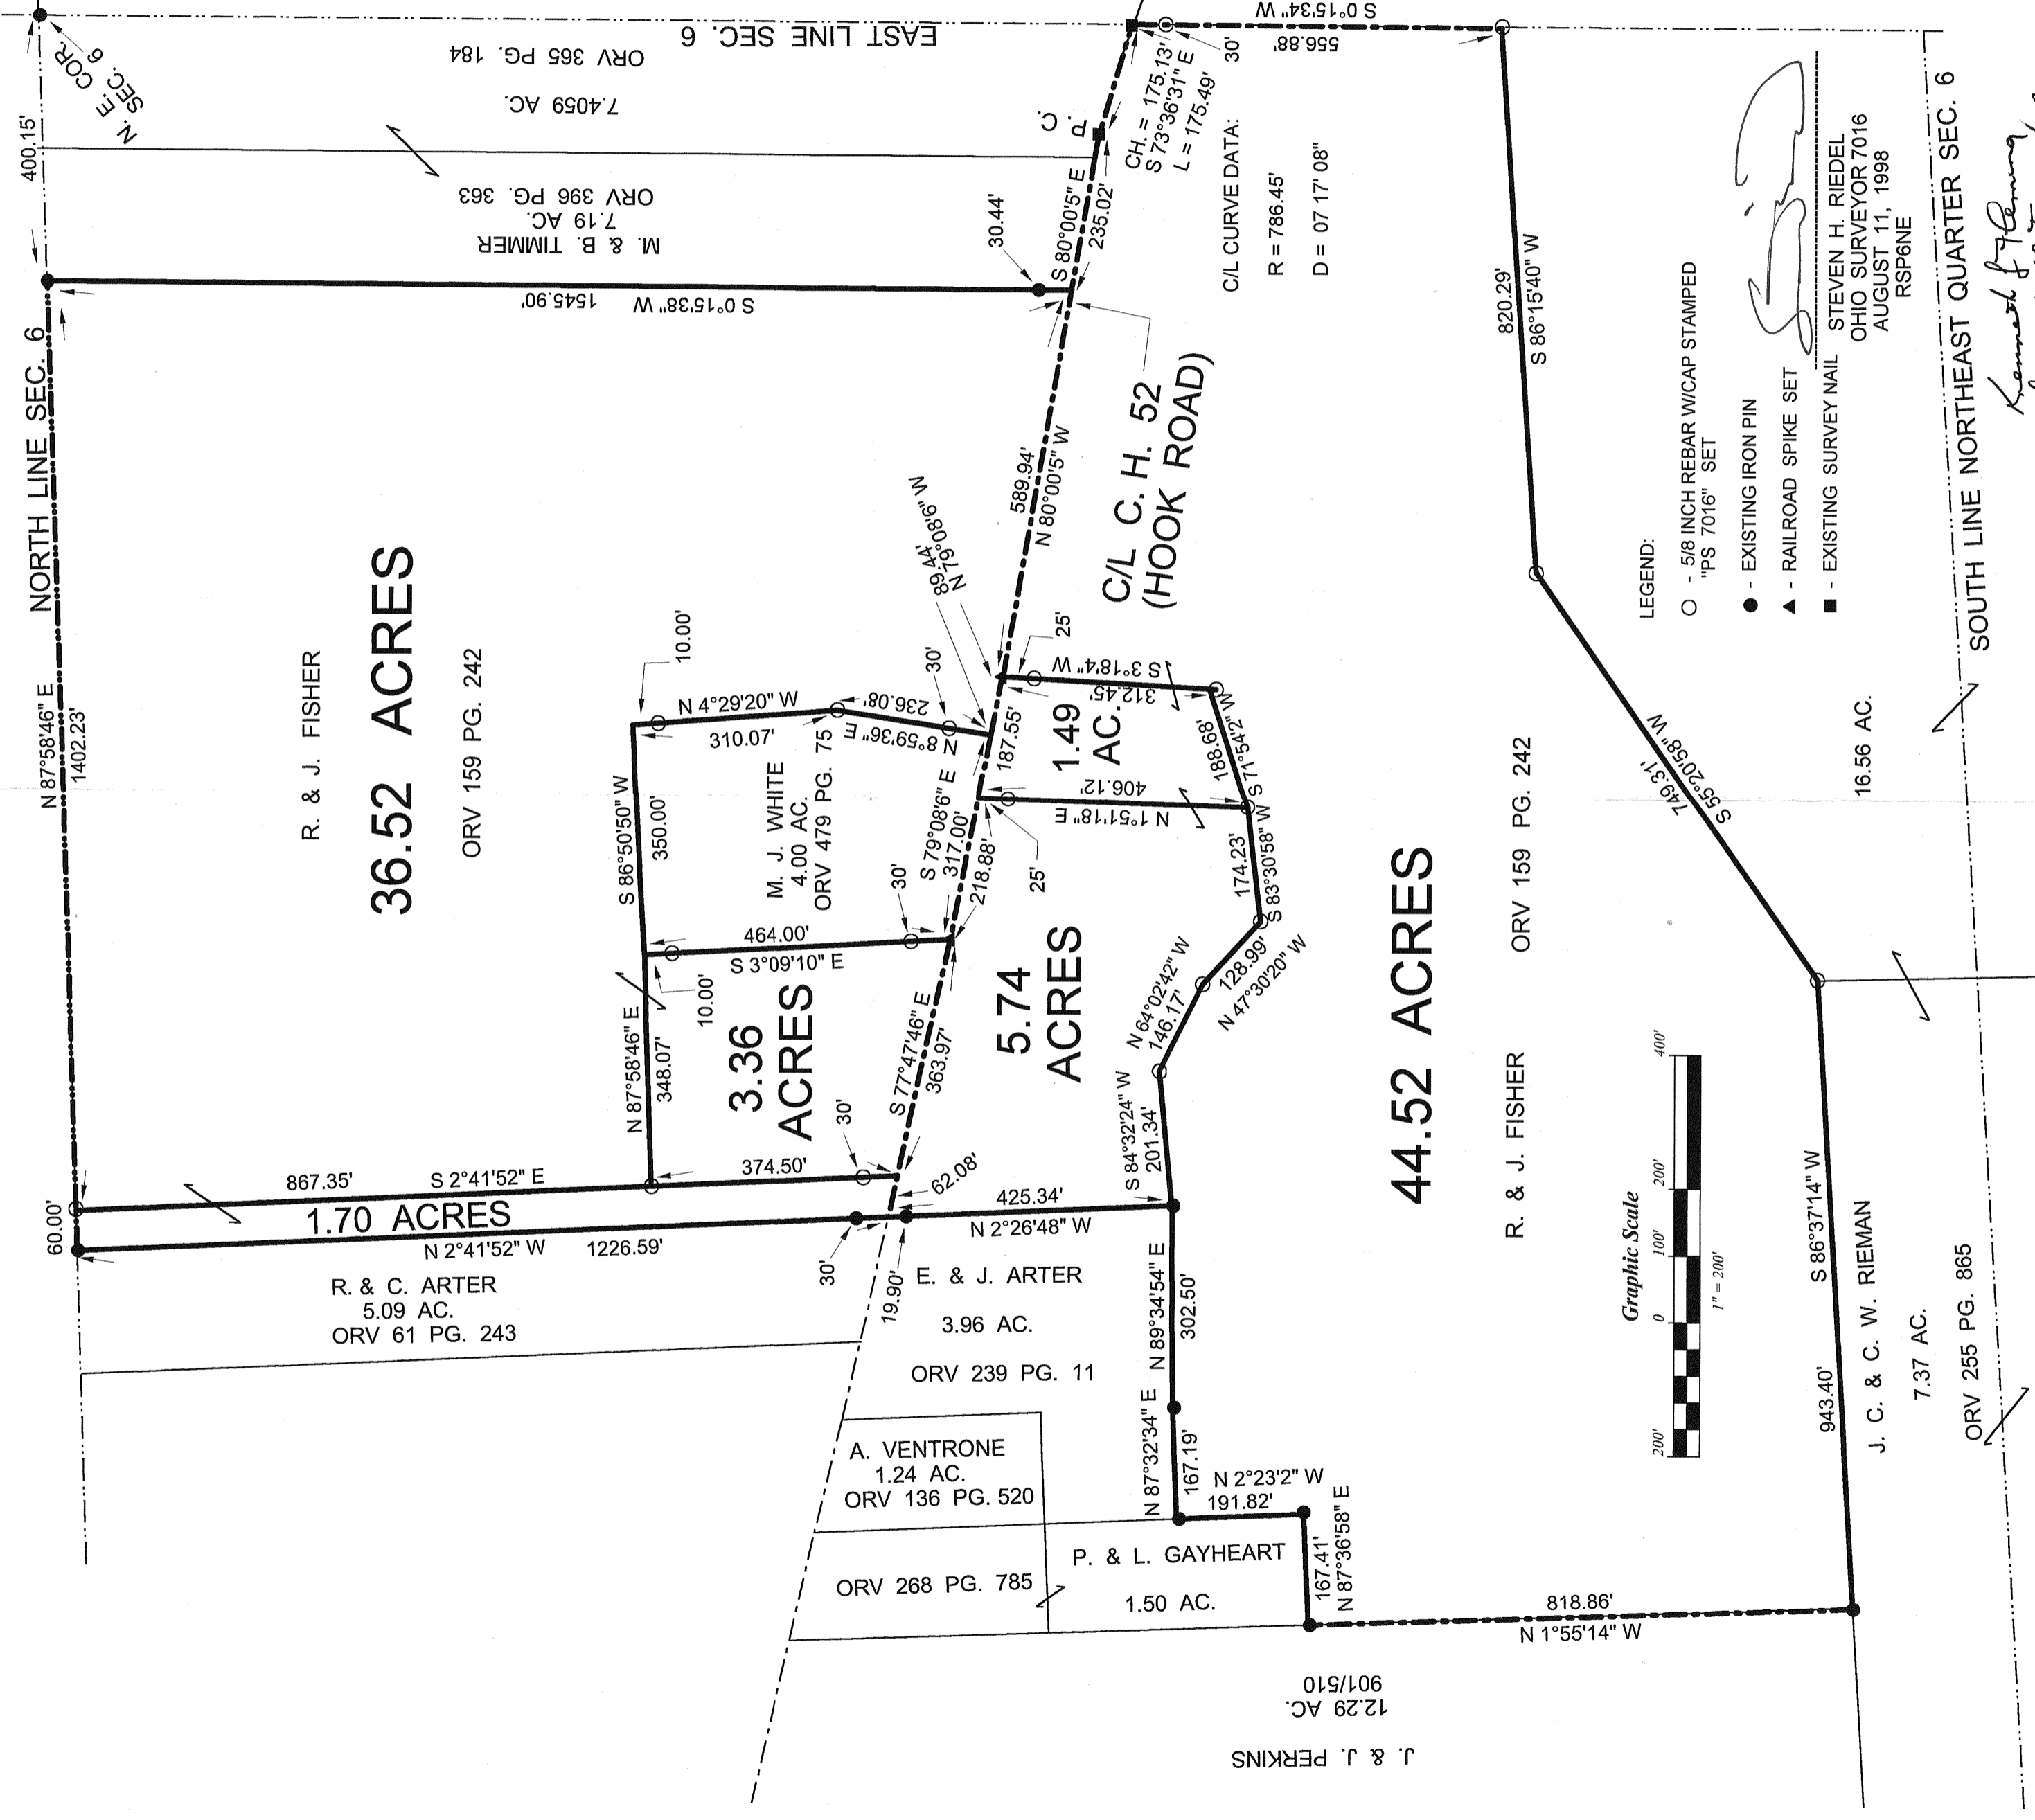 N. E. COR.
SEC. 6
400.15'
EAST LINE SEC. 6
ORV 365 PG. 184
7.4059 AC.
ORV 396 PG. 363
7.19 AC.
M. & B. TIMMER
NORTH LINE SEC. 6
N 87°58'46" E
1402.23'
S 0°15'38" W 1545.90'
30.44'
P. C.
S 80°00'5" E
235.02'
CH. = 175.13'
S 73°36'31" E
L = 175.49'
30'
556.88'
S 0°15'34" W
C/L CURVE DATA:
R = 786.45'
D = 07 17' 08"
R. & J. FISHER
36.52 ACRES
ORV 159 PG. 242
589.94'
N 80°00'5" W
C/L C. H. 52
(HOOK ROAD)
89.44'
N 79°08'6" W
10.00'
N 4°29'20" W
310.07'
30'
236.08'
N 8°59'36" E
S 86°50'50" W
350.00'
M. J. WHITE
4.00 AC.
ORV 479 PG. 75
25'
S 3°18'4" W
312.45'
187.55'
1.49
AC.
188.68'
S 71°54'2" W
406.12'
N 1°51'18" E
S 79°08'6" E
317.00'
218.88'
25'
30'
464.00'
S 3°09'10" E
10.00'
N 87°58'46" E
348.07'
3.36
ACRES
30'
S 77°47'46" E
363.97'
5.74
ACRES
174.23'
S 83°30'58" W
128.99'
N 47°30'20" W
N 64°02'42" W
146.17'
S 84°32'24" W
201.34'
60.00'
867.35' S 2°41'52" E
374.50'
1.70 ACRES
N 2°41'52" W 1226.59'
30'
62.08'
19.90'
425.34'
N 2°26'48" W
R. & C. ARTER
5.09 AC.
ORV 61 PG. 243
E. & J. ARTER
3.96 AC.
ORV 239 PG. 11
N 89°34'54" E
302.50'
N 87°32'34" E
167.19'
A. VENTRONE
1.24 AC.
ORV 136 PG. 520
N 2°23'2" W
191.82'
ORV 268 PG. 785
P. & L. GAYHEART
1.50 AC.
167.41'
N 87°36'58" E
818.86'
N 1°55'14" W
J. & J. PERKINS
12.29 AC.
901/510
44.52 ACRES
R. & J. FISHER ORV 159 PG. 242
820.29'
S 86°15'40" W
749.31'
S 55°20'58" W
S 86°37'14" W
943.40'
16.56 AC.
J. C. & C. W. RIEMAN
7.37 AC.
ORV 255 PG. 865
Graphic Scale
200' 0 100' 200' 400'
1" = 200'
LEGEND:
- 5/8 INCH REBAR W/CAP STAMPED
"PS 7016" SET
- EXISTING IRON PIN
- RAILROAD SPIKE SET
- EXISTING SURVEY NAIL
STEVEN H. RIEDEL
OHIO SURVEYOR 7016
AUGUST 11, 1998
RSP6NE
SOUTH LINE NORTHEAST QUARTER SEC. 6
Kenneth